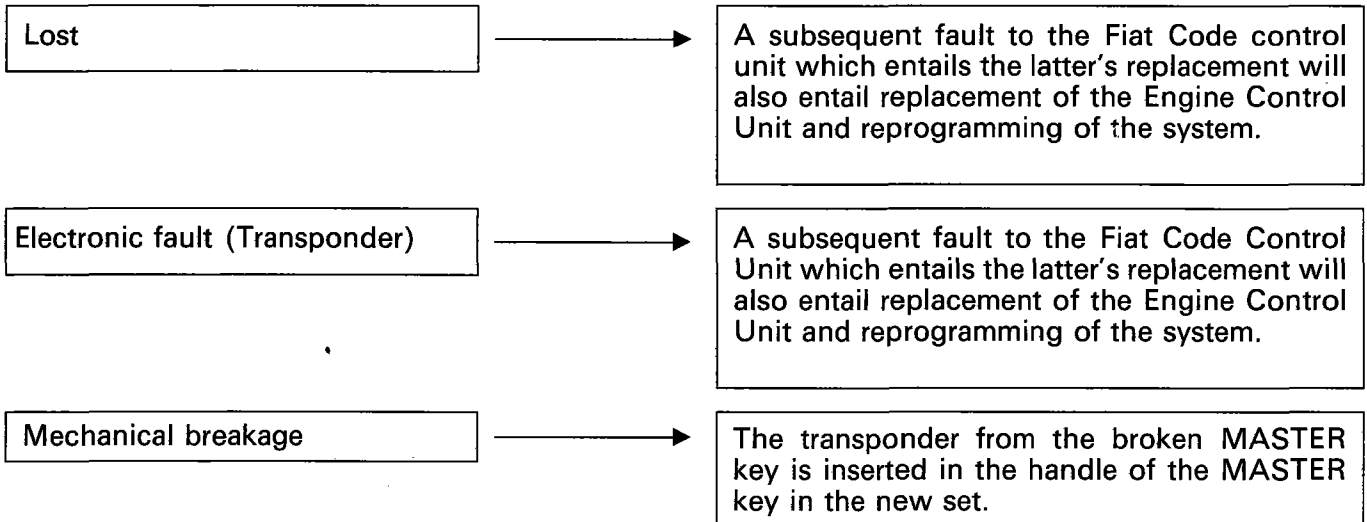 Lost
A subsequent fault to the Fiat Code control
unit which entails the latter's replacement will
also entail replacement of the Engine Control
Unit and reprogramming of the system.
Electronic fault (Transponder)
A subsequent fault to the Fiat Code Control
Unit which entails the latter's replacement will
also entail replacement of the Engine Control
Unit and reprogramming of the system.
Mechanical breakage
The transponder from the broken MASTER
key is inserted in the handle of the MASTER
key in the new set.